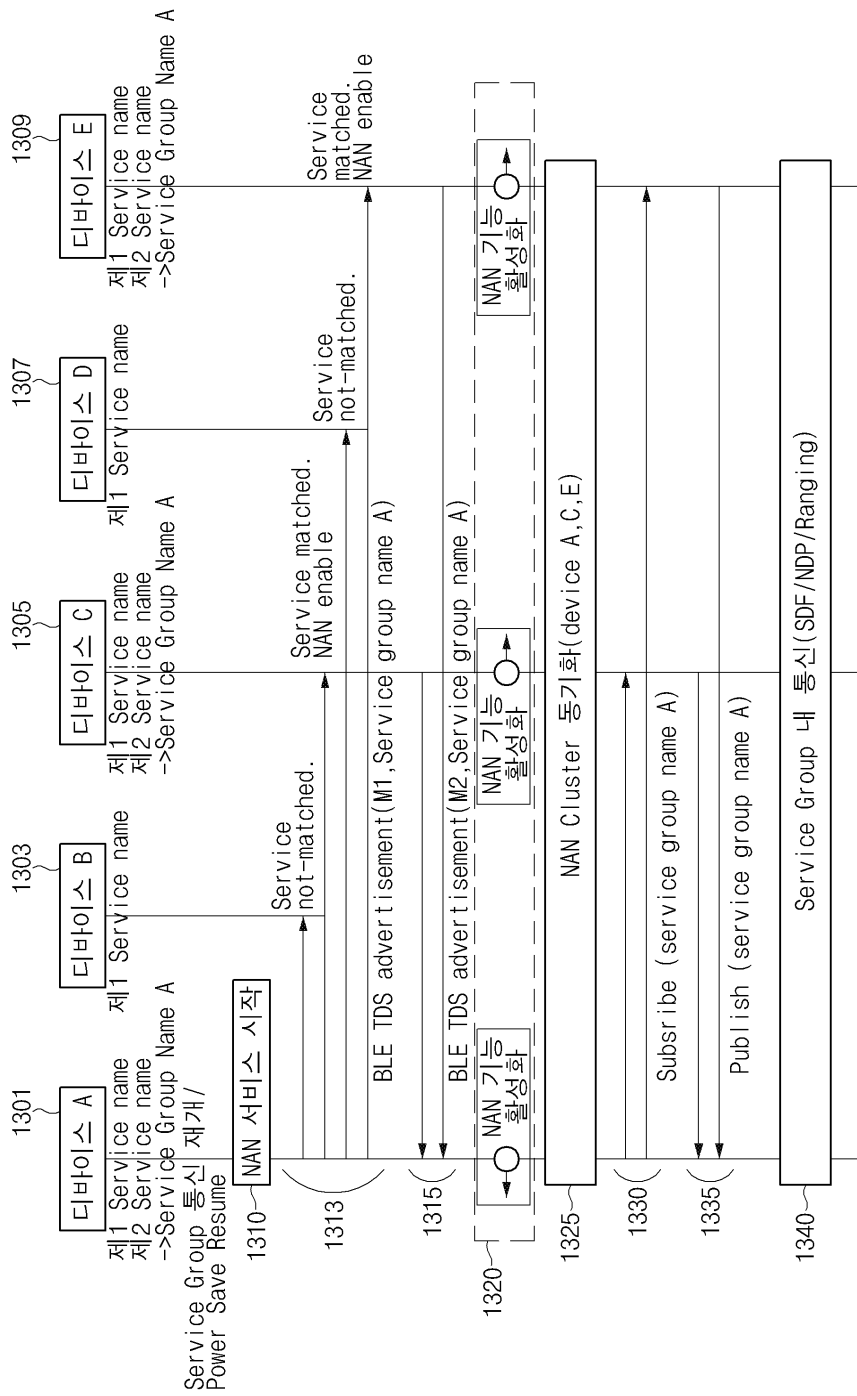 1301
디바이스 A
제1 Service name
제2 Service name
->Service Group Name A
Service Group 통신 재개/
Power Save Resume
1303
디바이스 B
제1 Service name
1305
디바이스 C
제1 Service name
제2 Service name
->Service Group Name A
1307
디바이스 D
제1 Service name
1309
디바이스 E
제1 Service name
제2 Service name
->Service Group Name A
1310
NAN 서비스 시작
1313
Service
not-matched.
Service matched.
NAN enable
Service
not-matched.
Service
matched.
NAN enable
BLE TDS advertisement(M1,Service group name A)
1315
BLE TDS advertisement(M2,Service group name A)
1320
NAN 기능
활성화
NAN 기능
활성화
NAN 기능
활성화
1325
NAN Cluster 동기화(device A,C,E)
1330
Subsribe (service group name A)
1335
Publish (service group name A)
1340
Service Group 내 통신(SDF/NDP/Ranging)